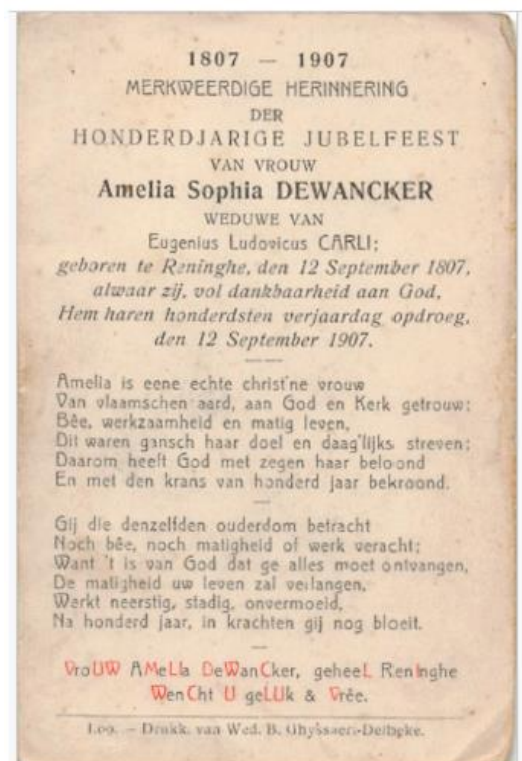 1807 — 1907
MERKWEERDIGE HERINNERING
DER
HONDERDJARIGE JUBELFEEST
VAN VROUW
Amelia Sophia DEWANCKER
WEDUWE VAN
Eugenius Ludovicus CARLI;
geboren te Reninghe, den 12 September 1807,
alwaar zij, vol dankbaarheid aan God,
Hem haren honderdsten verjaardag opdroeg,
den 12 September 1907.
Amelia is eene echte christ'ne vrouw
Van vlaamschen aard, aan God en Kerk getrouw;
Bêe, werkzaamheid en matig leven,
Dit waren gansch haar doel en daag'lijks streven;
Daarom heeft God met zegen haar beloond
En met den krans van honderd jaar bekroond.
Gij die denzelfden ouderdom betracht
Noch bêe, noch matigheid of werk veracht;
Want 't is van God dat ge alles moet ontvangen,
De matigheid uw leven zal verlangen,
Werkt neerstig, stadig, onvermoeid,
Na honderd jaar, in krachten gij nog bloeit.
VroUW AMeLIa DeWanCker, geheeL RenInghe
WenCht U geLUk & Vrêe.
Loo. — Drukk. van Wed. B. Ghyssaert-Delbeke.